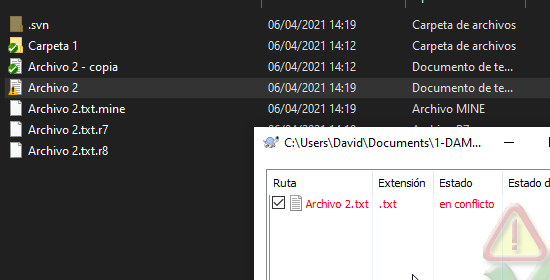 .svn 06/04/2021 14:19 Carpeta de archivos
Carpeta 1 06/04/2021 14:12 Carpeta de archivos
Archivo 2 - copia 06/04/2021 14:12 Documento de te...
Archivo 2 06/04/2021 14:19 Documento de te...
Archivo 2.txt.mine 06/04/2021 14:19 Archivo MINE
Archivo 2.txt.r7
Archivo 2.txt.r8
C:\Users\David\Documents\1-DAM...
Ruta Extensión Estado Estado d
Archivo 2.txt .txt en conflicto